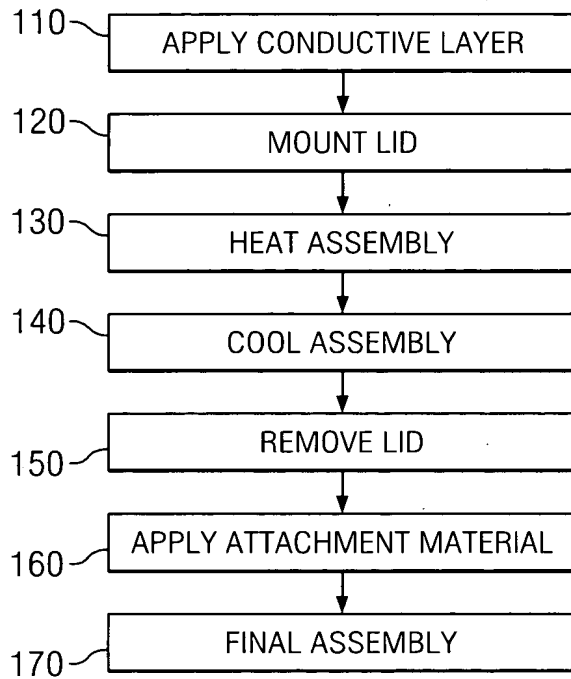 110
APPLY CONDUCTIVE LAYER
120
MOUNT LID
130
HEAT ASSEMBLY
140
COOL ASSEMBLY
150
REMOVE LID
160
APPLY ATTACHMENT MATERIAL
170
FINAL ASSEMBLY